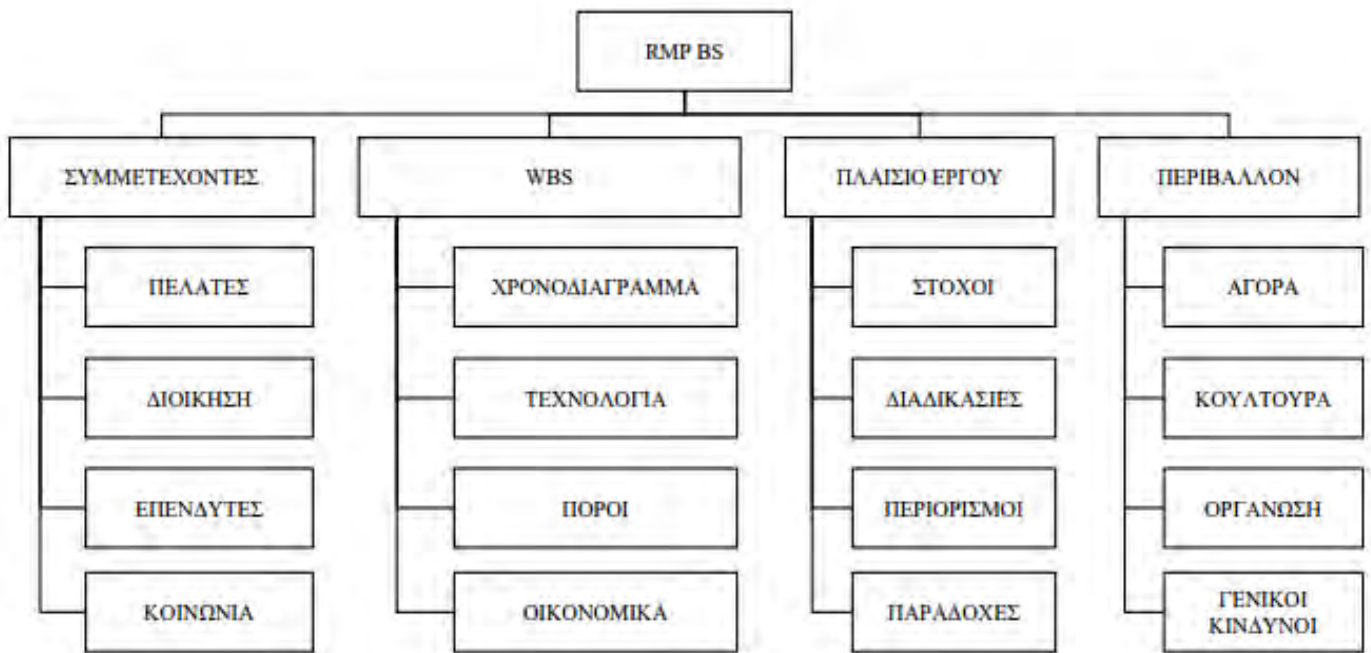 RMP BS
ΣΥΜΜΕΤΕΧΟΝΤΕΣ
WBS
ΠΛΑΙΣΙΟ ΕΡΓΟΥ
ΠΕΡΙΒΑΛΛΟΝ
ΠΕΛΑΤΕΣ
ΧΡΟΝΟΔΙΑΓΡΑΜΜΑ
ΣΤΟΧΟΙ
ΑΓΟΡΑ
ΔΙΟΙΚΗΣΗ
ΤΕΧΝΟΛΟΓΙΑ
ΔΙΑΔΙΚΑΣΙΕΣ
ΚΟΥΛΤΟΥΡΑ
ΕΠΕΝΔΥΤΕΣ
ΠΟΡΟΙ
ΠΕΡΙΟΡΙΣΜΟΙ
ΟΡΓΑΝΩΣΗ
ΚΟΙΝΩΝΙΑ
ΟΙΚΟΝΟΜΙΚΑ
ΠΑΡΑΔΟΧΕΣ
ΓΕΝΙΚΟΙ
ΚΙΝΔΥΝΟΙ